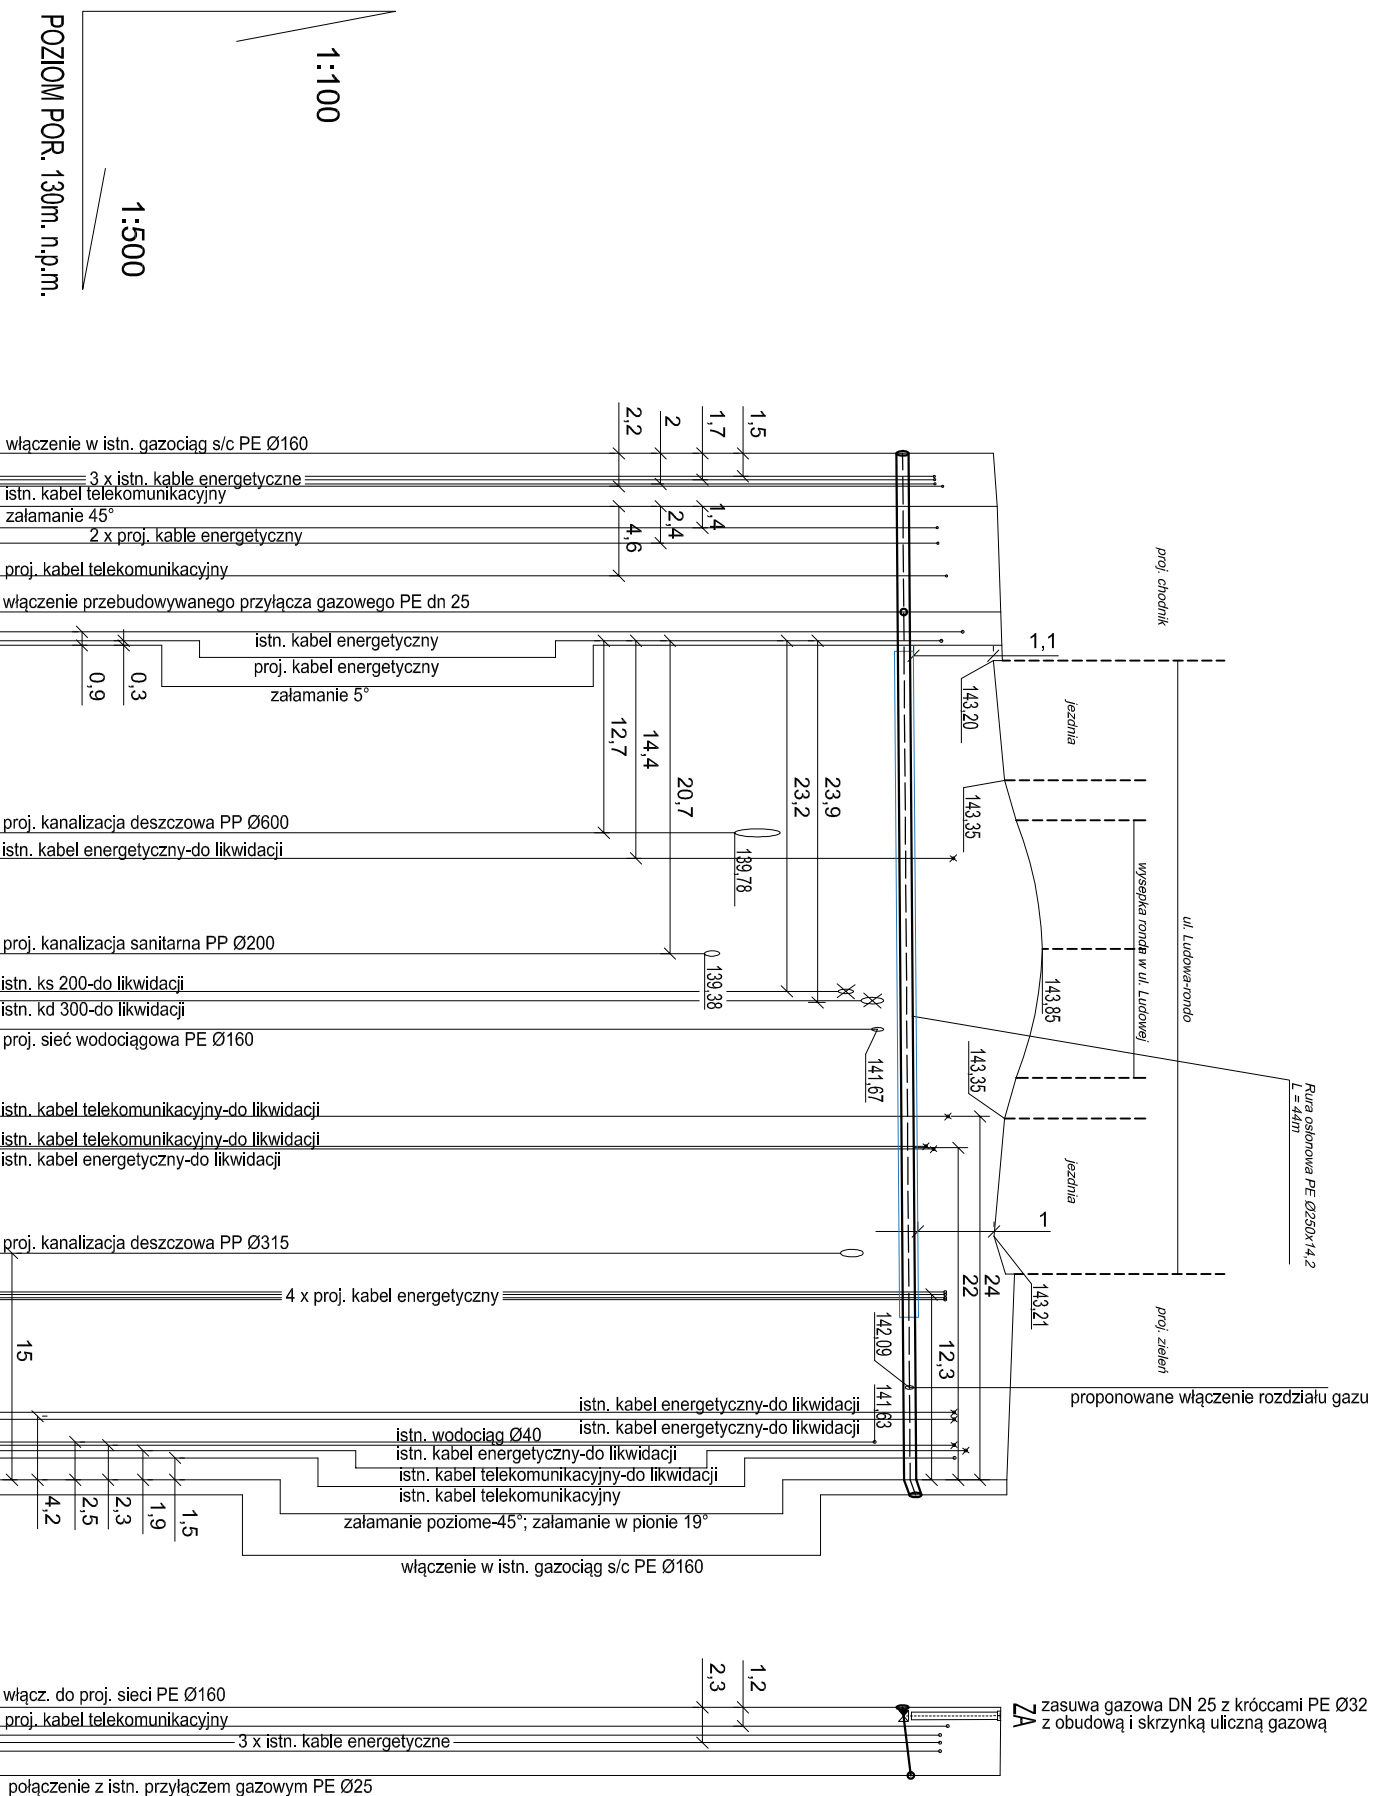 1:100
1:500
POZIOM POR. 130m. n.p.m.
włączenie w istn. gazociąg s/c PE Ø160
3 x istn. kable energetyczne
istn. kabel telekomunikacyjny
załamanie 45°
2 x proj. kable energetyczny
proj. kabel telekomunikacyjny
włączenie przebudowywanego przyłącza gazowego PE dn 25
istn. kabel energetyczny
proj. kabel energetyczny
załamanie 5°
2,2
2
1,7
1,5
4,6
2,4
1,4
0,9
0,3
12,7
14,4
20,7
23,2
23,9
1,1
143,20
143,35
143,85
143,35
143,21
1
proj. chodnik
jezdnia
wysepka ronda w ul. Ludowej
ul. Ludowa-rondo
jezdnia
proj. zieleń
Rura osłonowa PE Ø250x14,2
L = 44m
proj. kanalizacja deszczowa PP Ø600
139,78
istn. kabel energetyczny-do likwidacji
proj. kanalizacja sanitarna PP Ø200
139,38
istn. ks 200-do likwidacji
istn. kd 300-do likwidacji
proj. sieć wodociągowa PE Ø160
141,67
istn. kabel telekomunikacyjny-do likwidacji
istn. kabel telekomunikacyjny-do likwidacji
istn. kabel energetyczny-do likwidacji
proj. kanalizacja deszczowa PP Ø315
4 x proj. kabel energetyczny
22
24
12,3
15
142,09
141,63
proponowane włączenie rozdziału gazu
istn. kabel energetyczny-do likwidacji
istn. kabel energetyczny-do likwidacji
istn. wodociąg Ø40
istn. kabel energetyczny-do likwidacji
istn. kabel telekomunikacyjny-do likwidacji
istn. kabel telekomunikacyjny
załamanie poziome-45°; załamanie w pionie 19°
włączenie w istn. gazociąg s/c PE Ø160
4,2
2,5
2,3
1,9
1,5
2,3
1,2
włącz. do proj. sieci PE Ø160
proj. kabel telekomunikacyjny
3 x istn. kable energetyczne
połączenie z istn. przyłączem gazowym PE Ø25
ZA
zasuwa gazowa DN 25 z króćcami PE Ø32
z obudową i skrzynką uliczną gazową